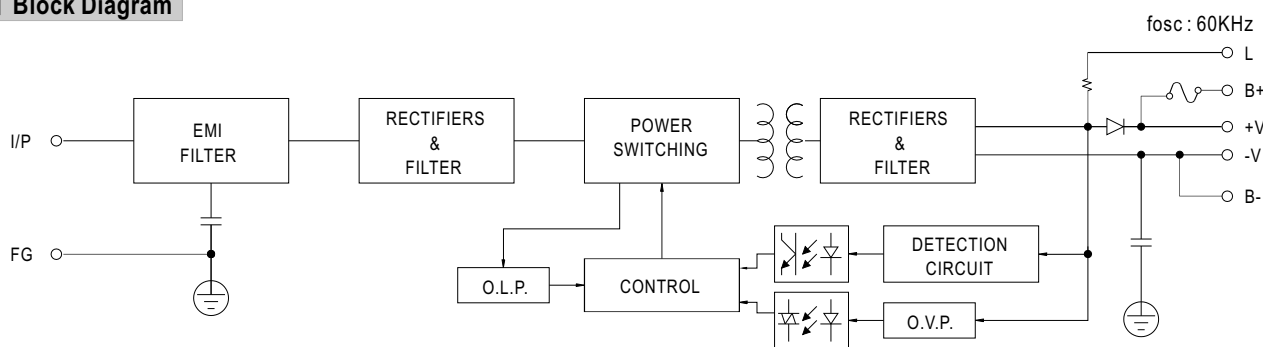 Block Diagram
fosc : 60KHz
L
B+
+V
-V
B-
I/P
EMI
FILTER
RECTIFIERS
&
FILTER
POWER
SWITCHING
RECTIFIERS
&
FILTER
FG
O.L.P.
CONTROL
DETECTION
CIRCUIT
O.V.P.